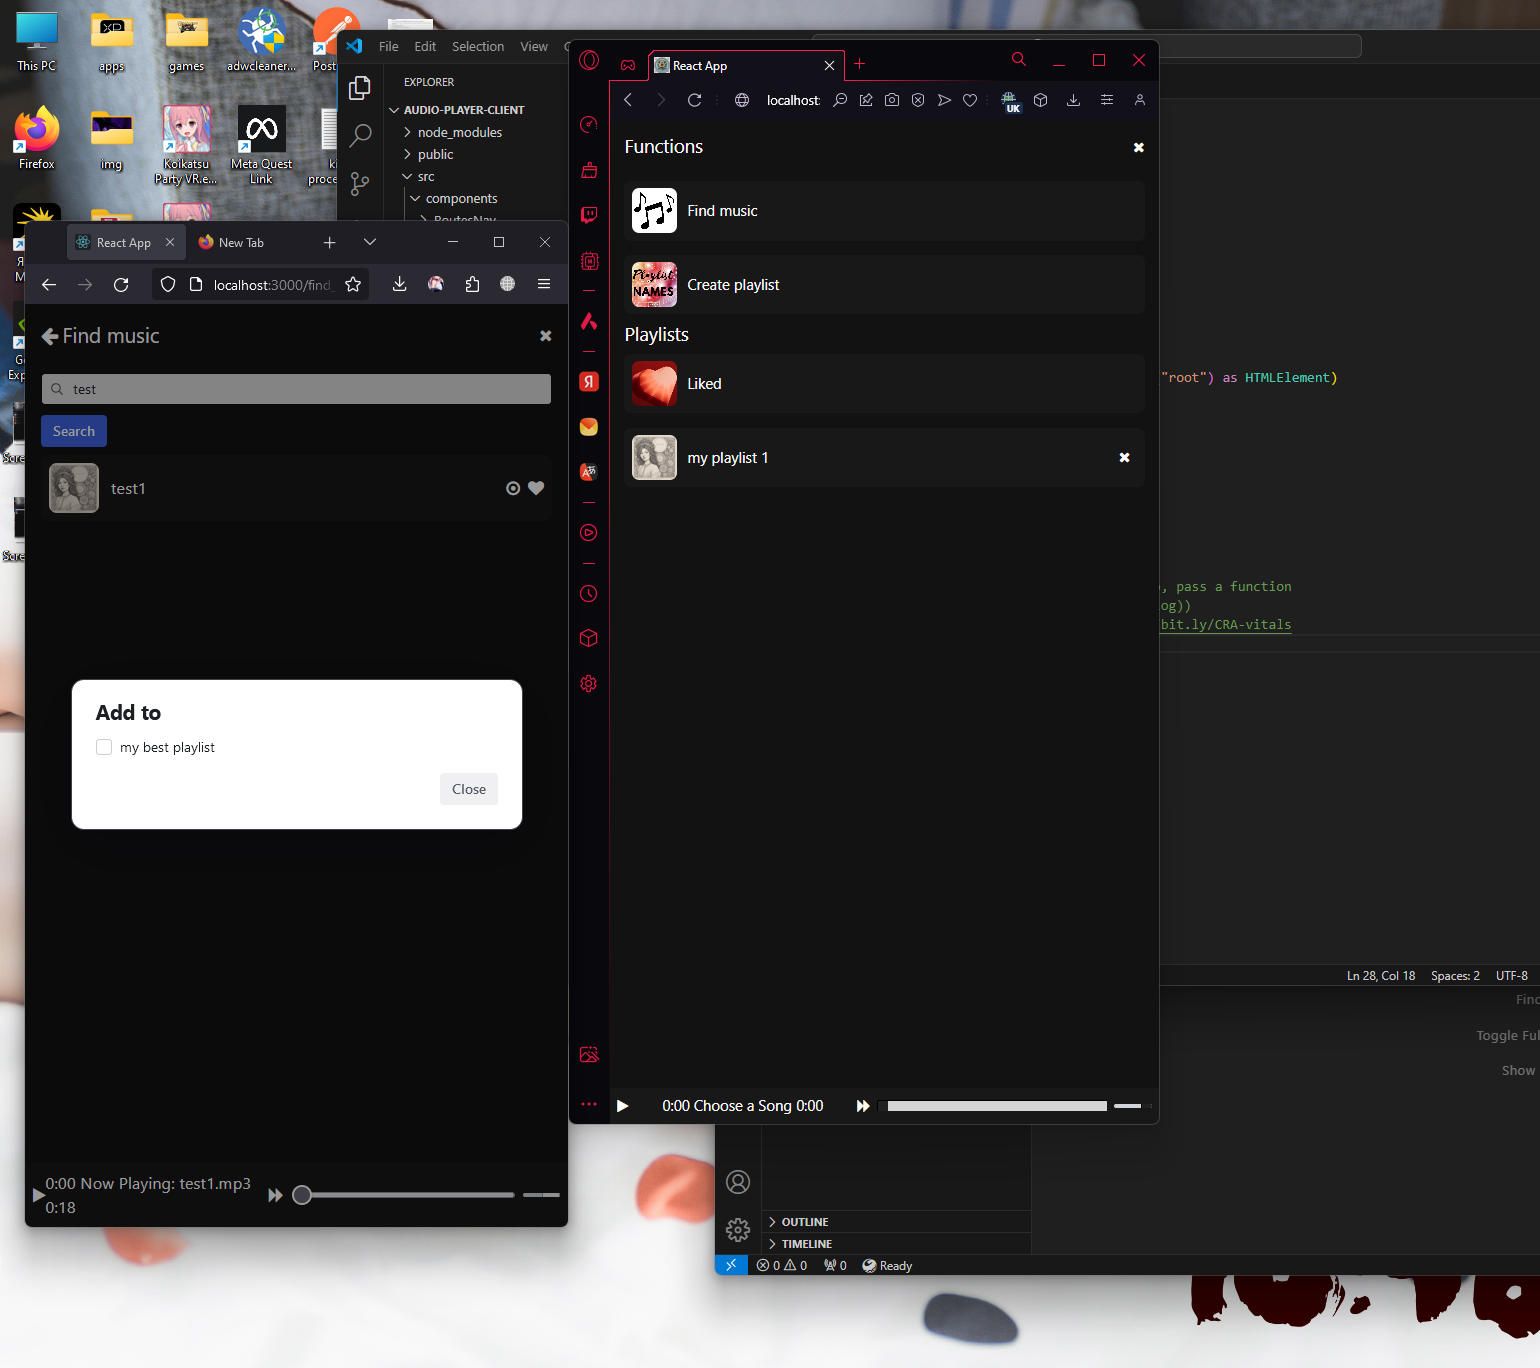 This PC
apps
games
adwcleaner...
Post
XP
Firefox
img
Koikatsu
Party VR.e...
Meta Quest
Link
File Edit Selection View
EXPLORER
AUDIO-PLAYER-CLIENT
node_modules
public
src
components
RoutesNav
React App
New Tab
localhost:3000/find_
Find music
test
Search
test1
Add to
my best playlist
Close
0:00 Now Playing: test1.mp3
0:18
React App
localhost:
UK
Functions
Find music
Playlist
NAMES
Create playlist
Playlists
Liked
my playlist 1
0:00 Choose a Song 0:00
Я
"root") as HTMLElement)
, pass a function
og))
bit.ly/CRA-vitals
Ln 28, Col 18 Spaces: 2 UTF-8
Toggle Ful
Show
OUTLINE
TIMELINE
0 0 0 Ready